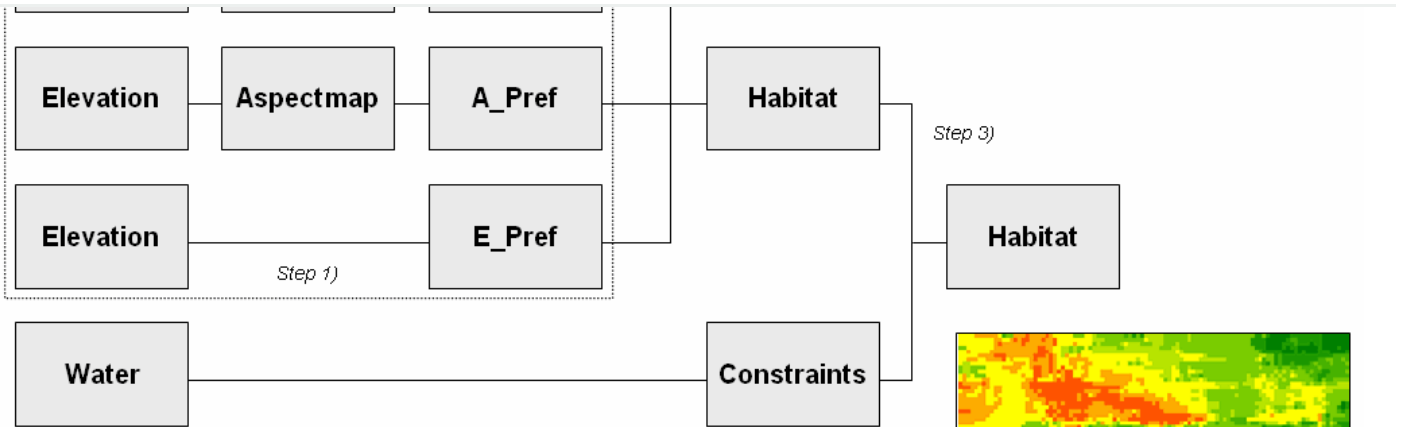 Elevation
Aspectmap
A_Pref
Habitat
Step 3)
Elevation
E_Pref
Habitat
Step 1)
Water
Constraints